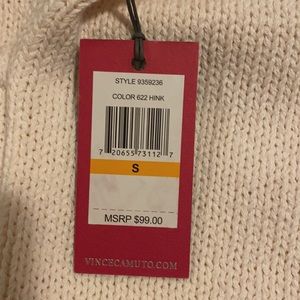 STYLE 9359236
COLOR 622 HINK
7 20655 73112 7
S
MSRP $99.00
VINCECAMUTO.COM